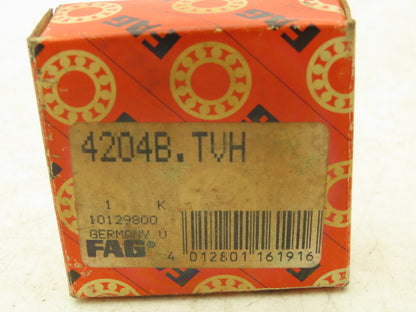 FAG
FAG
4204B.TVH
1 K
10129800
GERMANY U
FAG®
4 012801 161916